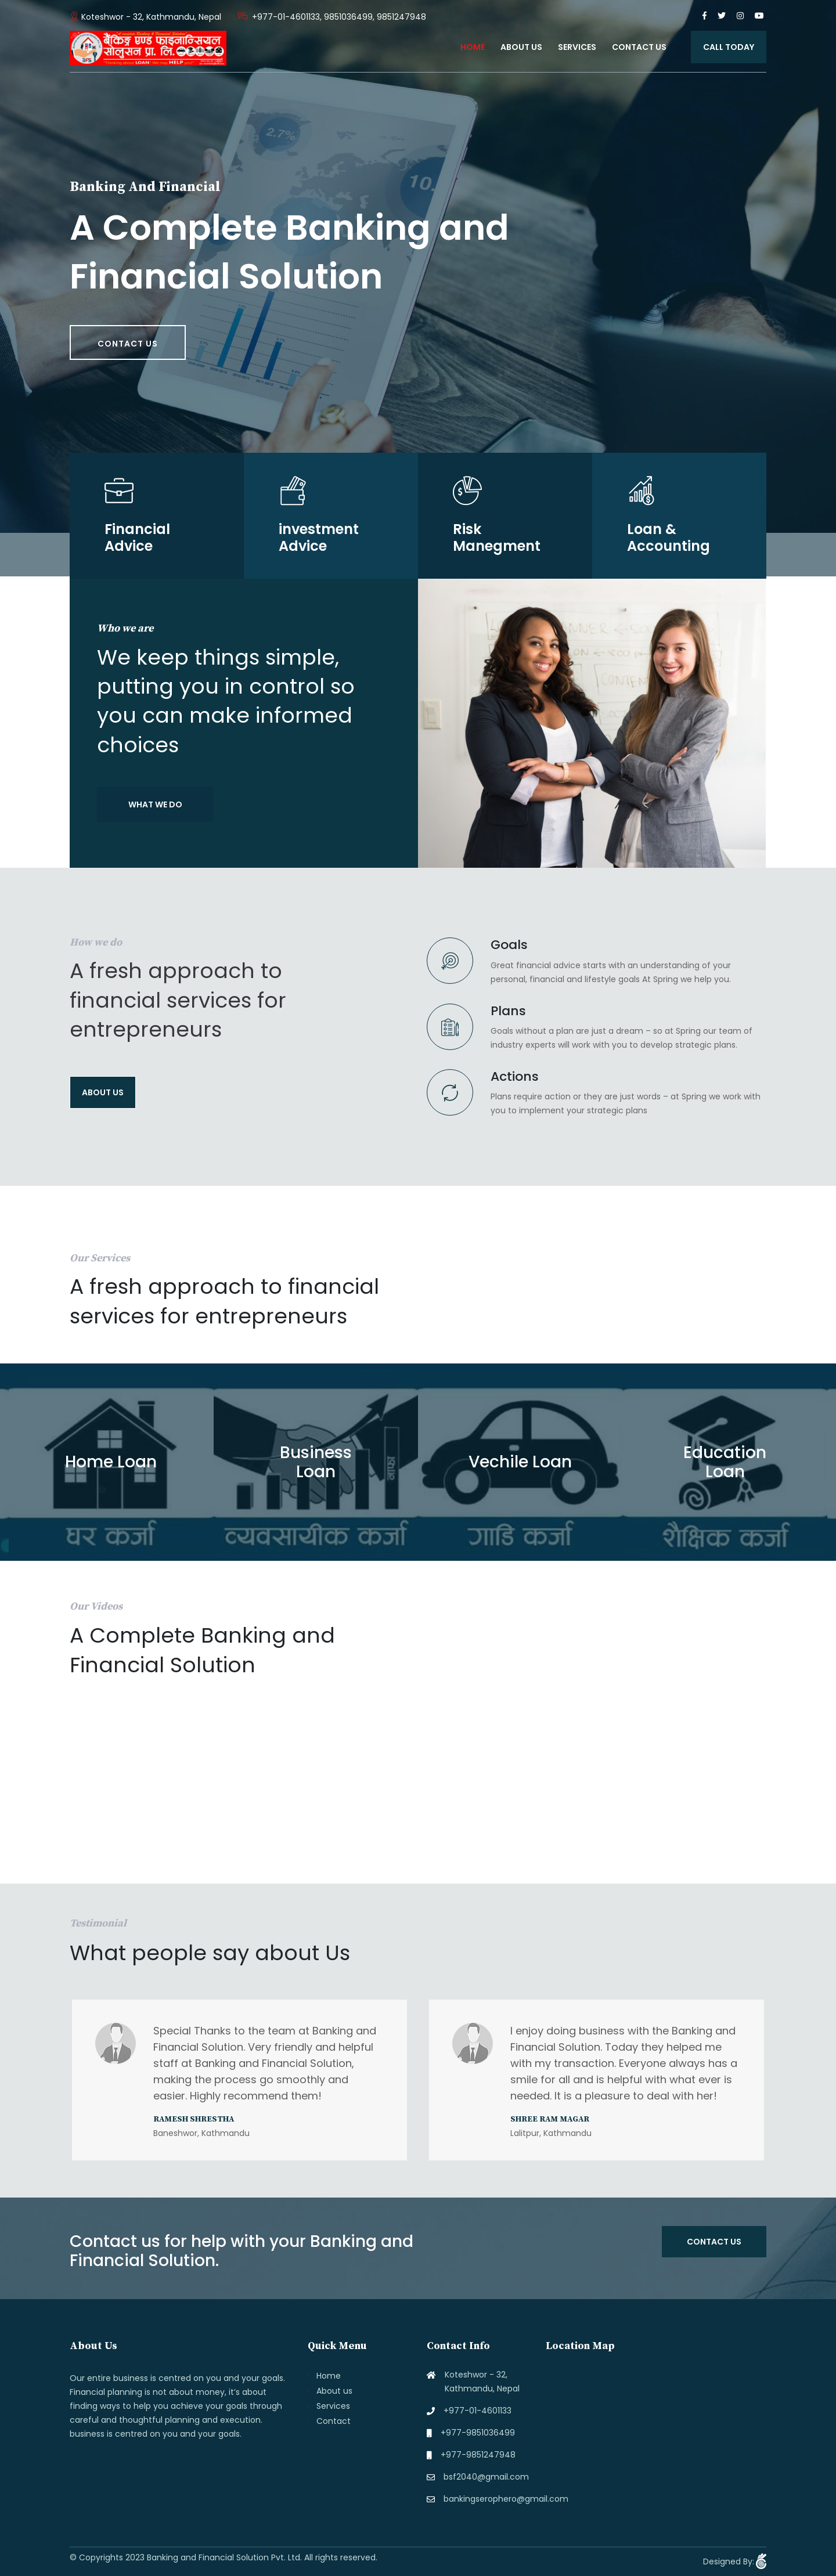 Koteshwor - 32, Kathmandu, Nepal
+977-01-4601133, 9851036499, 9851247948
बैंकिङ्ग एण्ड फाइनान्सियल
सोलुसन प्रा. लि.
HOME
ABOUT US
SERVICES
CONTACT US
CALL TODAY
2.7%
10.
Banking And Financial
A Complete Banking and
Financial Solution
CONTACT US
Financial
Advice
investment
Advice
Risk
Manegment
Loan &
Accounting
Who we are
We keep things simple,
putting you in control so
you can make informed
choices
WHAT WE DO
How we do
A fresh approach to
financial services for
entrepreneurs
ABOUT US
Goals
Great financial advice starts with an understanding of your
personal, financial and lifestyle goals At Spring we help you.
Plans
Goals without a plan are just a dream – so at Spring our team of
industry experts will work with you to develop strategic plans.
Actions
Plans require action or they are just words – at Spring we work with
you to implement your strategic plans
Our Services
A fresh approach to financial
services for entrepreneurs
Home Loan
घर कर्जा
Business
Loan
व्यवसायीक कर्जा
Vechile Loan
गाडि कर्जा
Education
Loan
शैक्षिक कर्जा
Our Videos
A Complete Banking and
Financial Solution
Testimonial
What people say about Us
Special Thanks to the team at Banking and
Financial Solution. Very friendly and helpful
staff at Banking and Financial Solution,
making the process go smoothly and
easier. Highly recommend them!
RAMESH SHRESTHA
Baneshwor, Kathmandu
I enjoy doing business with the Banking and
Financial Solution. Today they helped me
with my transaction. Everyone always has a
smile for all and is helpful with what ever is
needed. It is a pleasure to deal with her!
SHREE RAM MAGAR
Lalitpur, Kathmandu
Contact us for help with your Banking and
Financial Solution.
CONTACT US
About Us
Our entire business is centred on you and your goals.
Financial planning is not about money, it's about
finding ways to help you achieve your goals through
careful and thoughtful planning and execution.
business is centred on you and your goals.
Quick Menu
Home
About us
Services
Contact
Contact Info
Koteshwor - 32,
Kathmandu, Nepal
+977-01-4601133
+977-9851036499
+977-9851247948
bsf2040@gmail.com
bankingserophero@gmail.com
Location Map
© Copyrights 2023 Banking and Financial Solution Pvt. Ltd. All rights reserved.
Designed By: